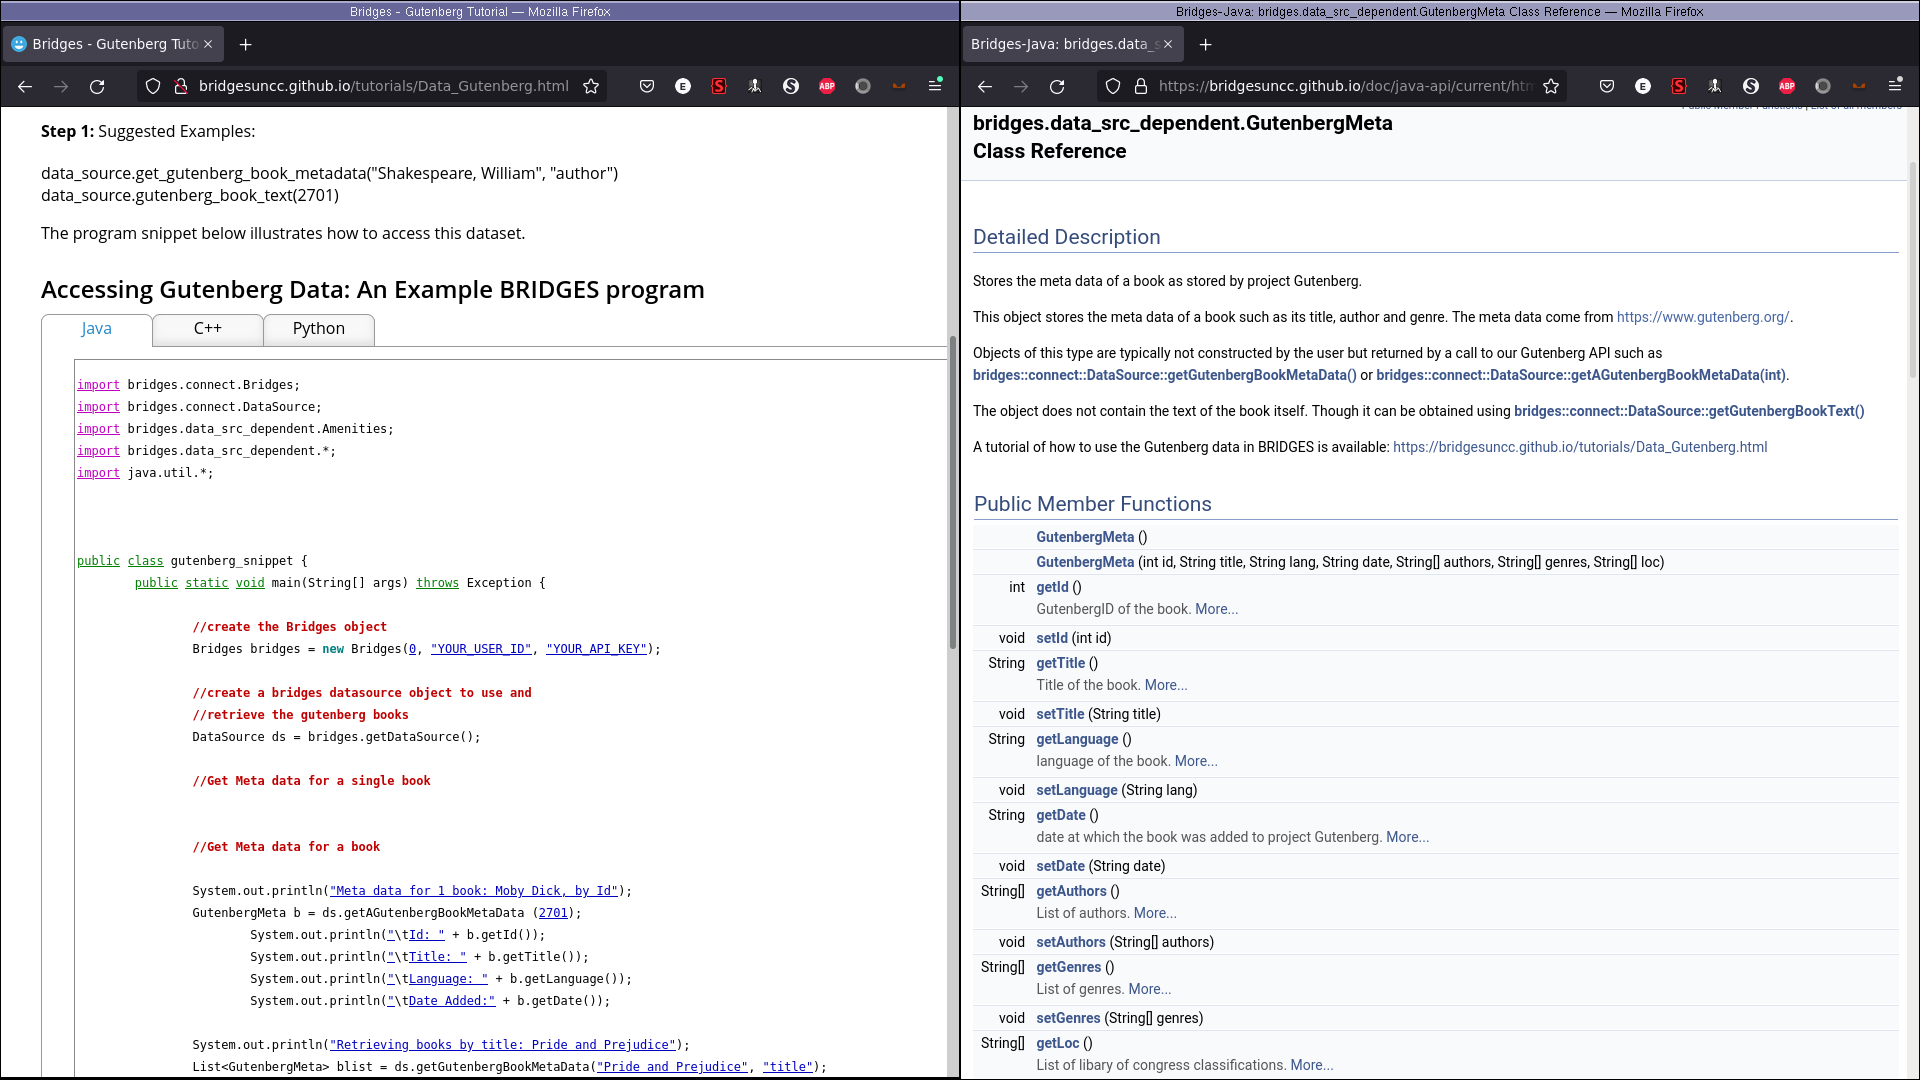 Bridges - Gutenberg Tutorial — Mozilla Firefox
Bridges - Gutenberg Tuto
bridgesuncc.github.io/tutorials/Data_Gutenberg.html
Step 1: Suggested Examples:
data_source.get_gutenberg_book_metadata("Shakespeare, William", "author")
data_source.gutenberg_book_text(2701)
The program snippet below illustrates how to access this dataset.
Accessing Gutenberg Data: An Example BRIDGES program
Java C++ Python
import bridges.connect.Bridges;
import bridges.connect.DataSource;
import bridges.data_src_dependent.Amenities;
import bridges.data_src_dependent.*;
import java.util.*;
public class gutenberg_snippet {
public static void main(String[] args) throws Exception {
//create the Bridges object
Bridges bridges = new Bridges(0, "YOUR_USER_ID", "YOUR_API_KEY");
//create a bridges datasource object to use and
//retrieve the gutenberg books
DataSource ds = bridges.getDataSource();
//Get Meta data for a single book
//Get Meta data for a book
System.out.println("Meta data for 1 book: Moby Dick, by Id");
GutenbergMeta b = ds.getAGutenbergBookMetaData (2701);
System.out.println("\tId: " + b.getId());
System.out.println("\tTitle: " + b.getTitle());
System.out.println("\tLanguage: " + b.getLanguage());
System.out.println("\tDate Added:" + b.getDate());
System.out.println("Retrieving books by title: Pride and Prejudice");
List<GutenbergMeta> blist = ds.getGutenbergBookMetaData("Pride and Prejudice", "title");
Bridges-Java: bridges.data_src_dependent.GutenbergMeta Class Reference — Mozilla Firefox
Bridges-Java: bridges.data_s
https://bridgesuncc.github.io/doc/java-api/current/htm
Public Member Functions | List of all members
bridges.data_src_dependent.GutenbergMeta
Class Reference
Detailed Description
Stores the meta data of a book as stored by project Gutenberg.
This object stores the meta data of a book such as its title, author and genre. The meta data come from https://www.gutenberg.org/.
Objects of this type are typically not constructed by the user but returned by a call to our Gutenberg API such as
bridges::connect::DataSource::getGutenbergBookMetaData() or bridges::connect::DataSource::getAGutenbergBookMetaData(int).
The object does not contain the text of the book itself. Though it can be obtained using bridges::connect::DataSource::getGutenbergBookText()
A tutorial of how to use the Gutenberg data in BRIDGES is available: https://bridgesuncc.github.io/tutorials/Data_Gutenberg.html
Public Member Functions
GutenbergMeta ()
GutenbergMeta (int id, String title, String lang, String date, String[] authors, String[] genres, String[] loc)
int getId ()
GutenbergID of the book. More...
void setId (int id)
String getTitle ()
Title of the book. More...
void setTitle (String title)
String getLanguage ()
language of the book. More...
void setLanguage (String lang)
String getDate ()
date at which the book was added to project Gutenberg. More...
void setDate (String date)
String[] getAuthors ()
List of authors. More...
void setAuthors (String[] authors)
String[] getGenres ()
List of genres. More...
void setGenres (String[] genres)
String[] getLoc ()
List of libary of congress classifications. More...